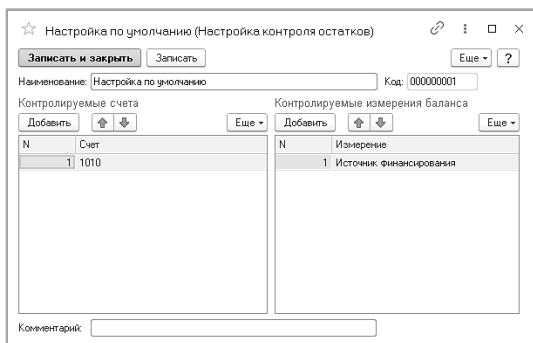 Настройка по умолчанию (Настройка контроля остатков)
Записать и закрыть Записать Еще ?
Наименование: Настройка по умолчанию Код: 000000001
Контролируемые счета Контролируемые измерения баланса
Добавить Еще Добавить Еще
N Счет N Измерение
1 1010 1 Источник финансирования
Комментарий: